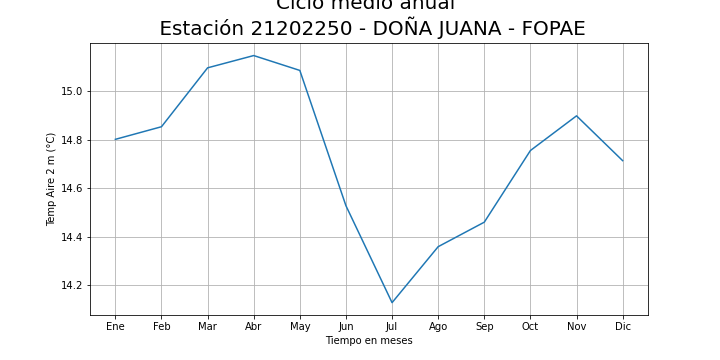 Ciclo medio anual
Estación 21202250 - DOÑA JUANA - FOPAE
Temp Aire 2 m (°C)
15.0
14.8
14.6
14.4
14.2
Ene Feb Mar Abr May Jun Jul Ago Sep Oct Nov Dic
Tiempo en meses